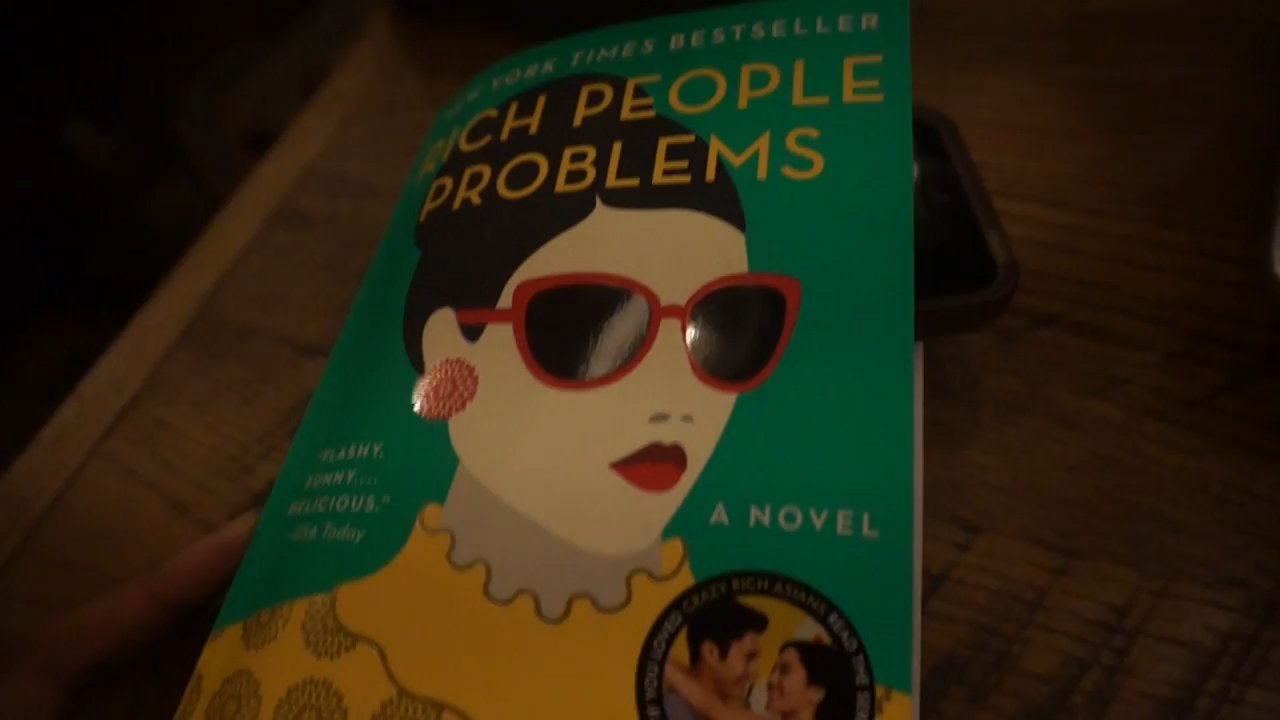 NEW YORK TIMES BESTSELLER
RICH PEOPLE
PROBLEMS
"FLASHY,
FUNNY....
DELICIOUS."
-USA Today
A NOVEL
IF YOU LOVED CRAZY RICH ASIANS READ THE